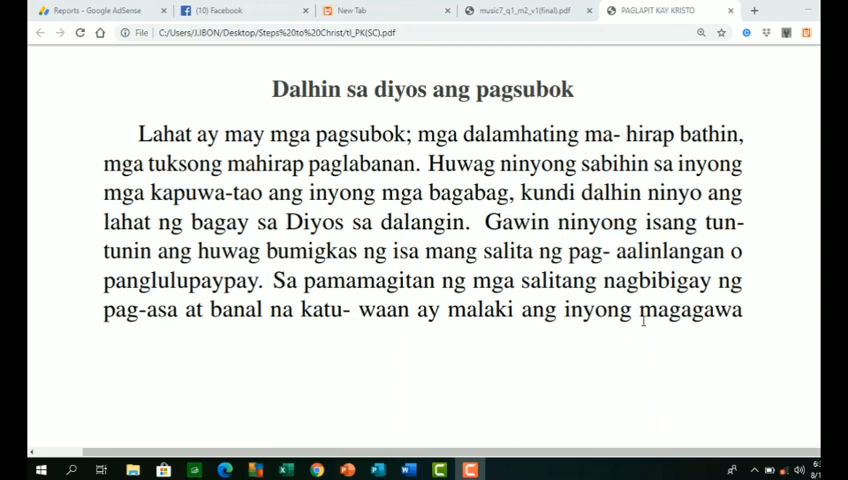 Reports - Google AdSense
(10) Facebook
New Tab
music7_q1_m2_v1(final).pdf
PAGLAPIT KAY KRISTO
File
C:/Users/J.JBON/Desktop/Steps%20to%20Christ/tl_PK(SC).pdf
Dalhin sa diyos ang pagsubok
Lahat ay may mga pagsubok; mga dalamhating ma- hirap bathin,
mga tuksong mahirap paglabanan. Huwag ninyong sabihin sa inyong
mga kapuwa-tao ang inyong mga bagabag, kundi dalhin ninyo ang
lahat ng bagay sa Diyos sa dalangin. Gawin ninyong isang tun-
tunin ang huwag bumigkas ng isa mang salita ng pag- aalinlangan o
panglulupaypay. Sa pamamagitan ng mga salitang nagbibigay ng
pag-asa at banal na katu- waan ay malaki ang inyong magagawa